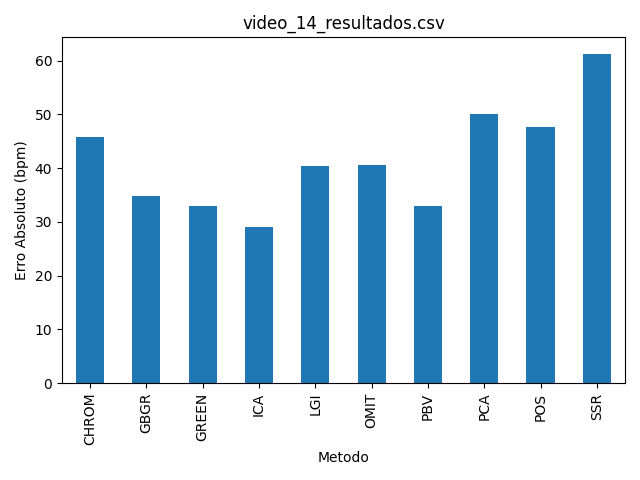 video_14_resultados.csv
Erro Absoluto (bpm)
60
50
40
30
20
10
0
CHROM
GBGR
GREEN
ICA
LGI
OMIT
PBV
PCA
POS
SSR
Metodo